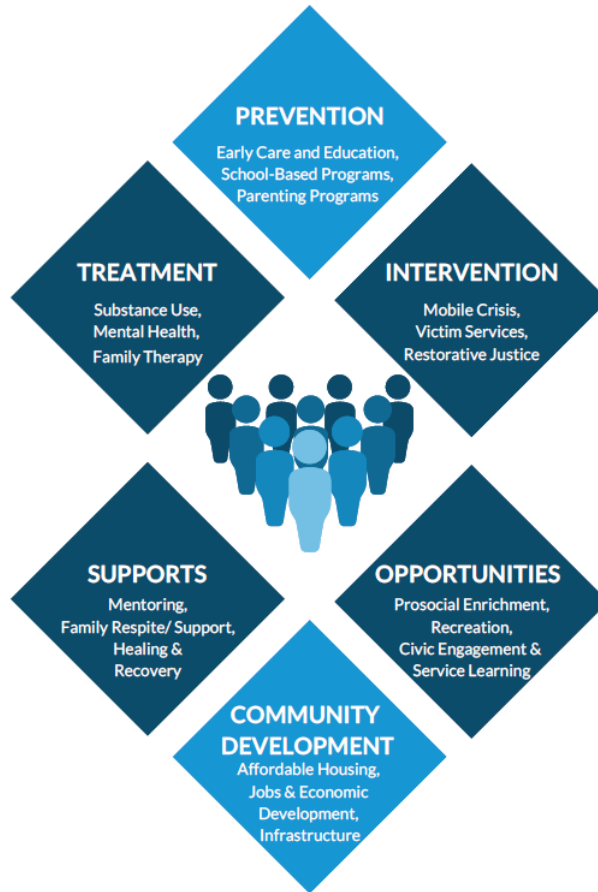 PREVENTION
Early Care and Education,
School-Based Programs,
Parenting Programs
TREATMENT
Substance Use,
Mental Health,
Family Therapy
INTERVENTION
Mobile Crisis,
Victim Services,
Restorative Justice
SUPPORTS
Mentoring,
Family Respite/ Support,
Healing &
Recovery
OPPORTUNITIES
Prosocial Enrichment,
Recreation,
Civic Engagement &
Service Learning
COMMUNITY
DEVELOPMENT
Affordable Housing,
Jobs & Economic
Development,
Infrastructure